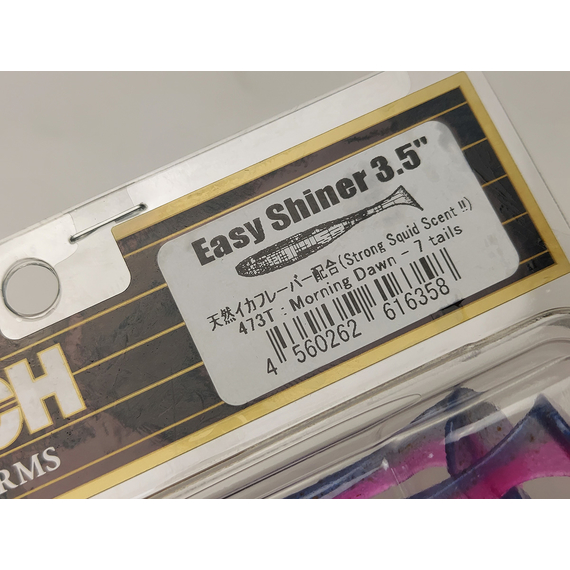 Easy Shiner 3.5"
天然イカフレーバー配合(Strong Squid Scent !!)
473T : Morning Dawn - 7 tails
4 560262 616358
CH
RMS